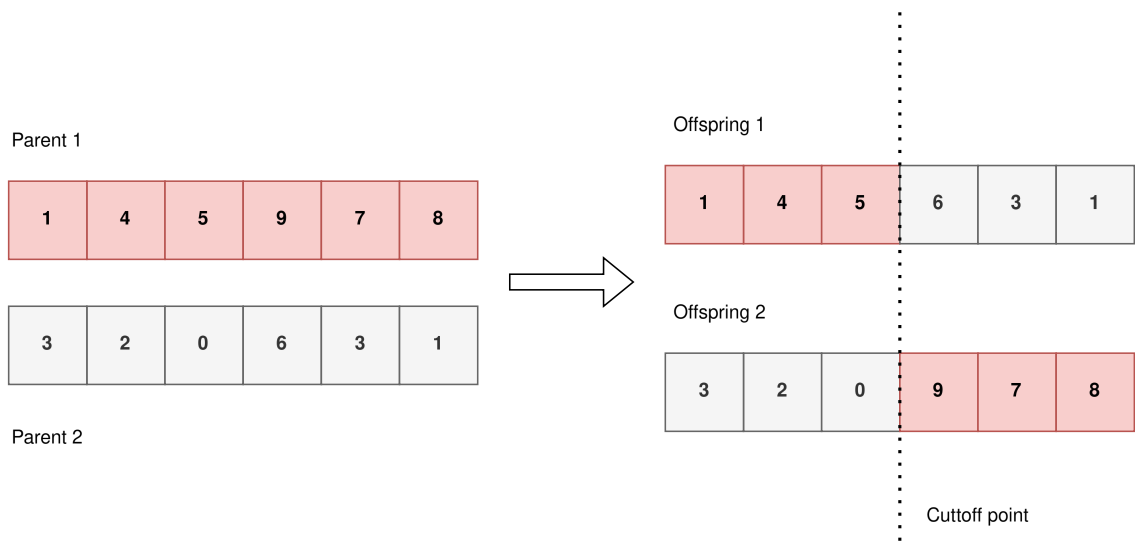 Parent 1
1 4 5 9 7 8
3 2 0 6 3 1
Parent 2
Offspring 1
1 4 5 6 3 1
Offspring 2
3 2 0 9 7 8
Cuttoff point